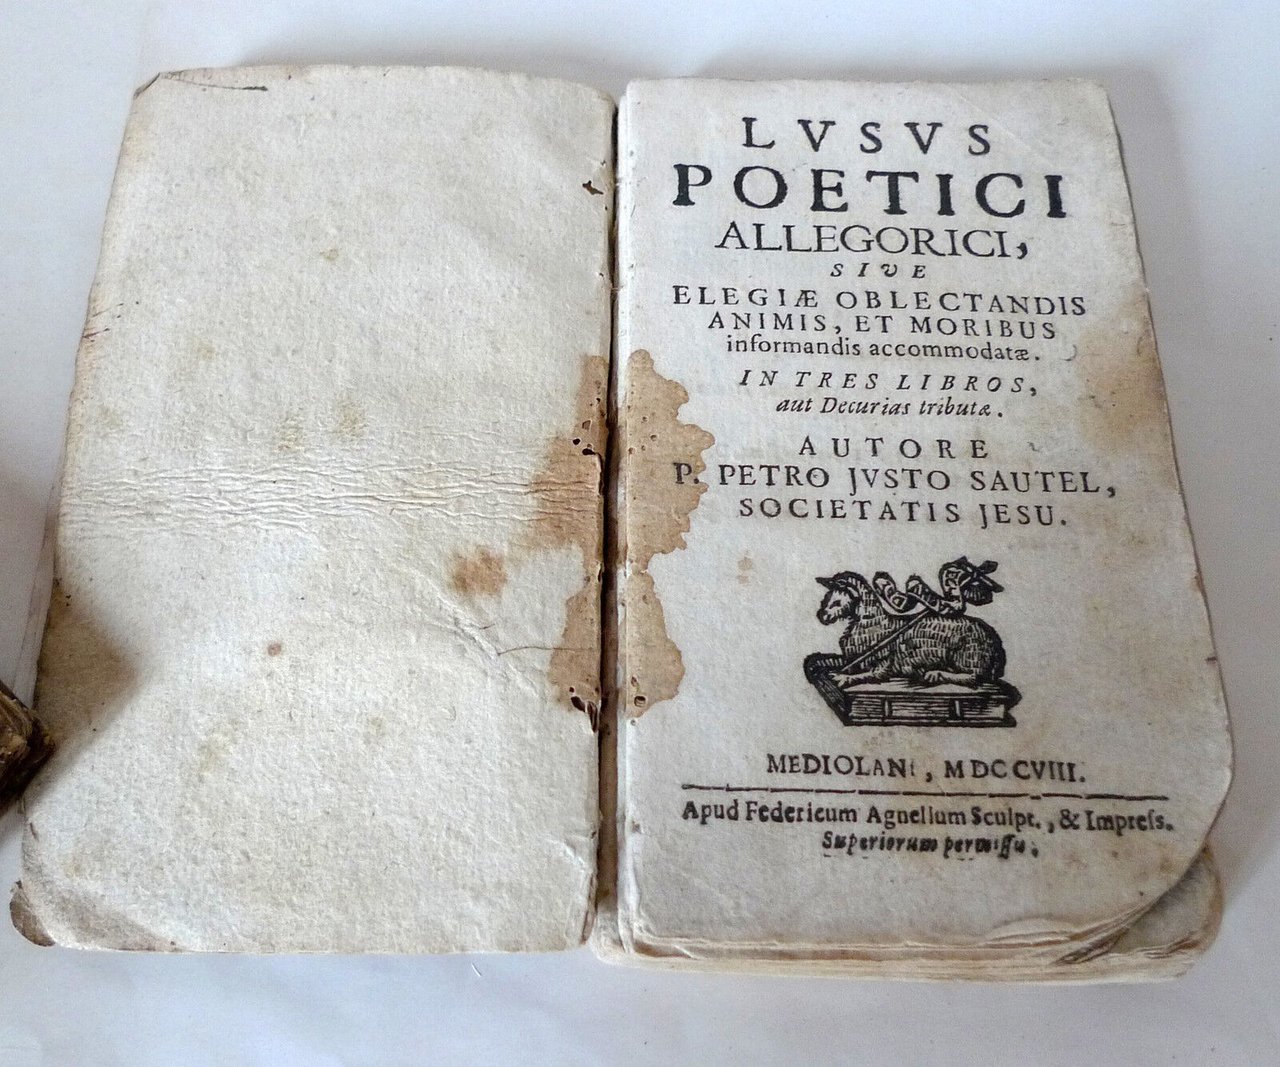 LVSVS
POETICI
ALLEGORICI,
SIVE
ELEGIÆ OBLECTANDIS
ANIMIS, ET MORIBUS
informandis accommodatæ.
IN TRES LIBROS,
aut Decurias tributæ.
AUTORE
P. PETRO JVSTO SAUTEL,
SOCIETATIS JESU.
MEDIOLANI, MDCCVIII.
Apud Federicum Agnellum Sculpt., & Impreſs.
Superiorum permiſſu.